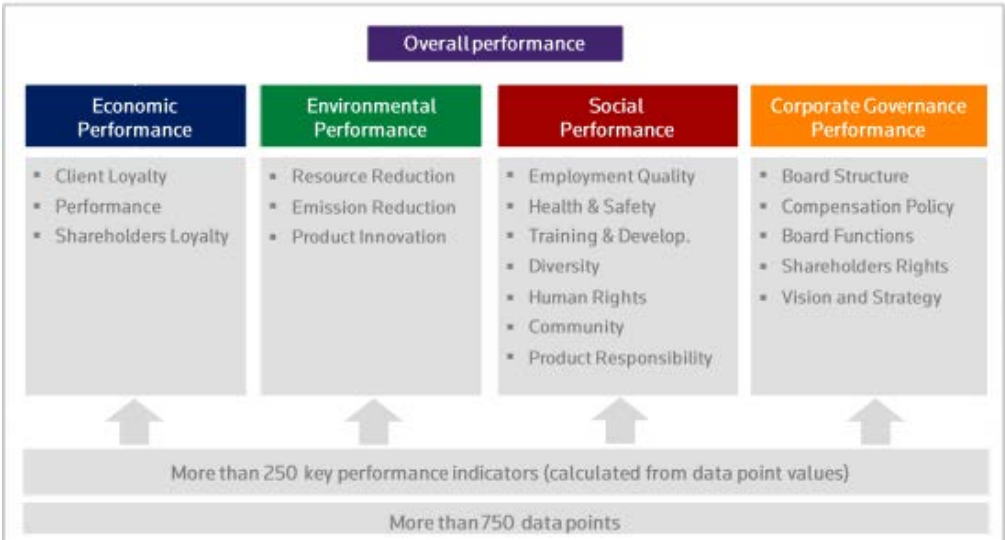 Overall performance
Economic
Performance
Environmental
Performance
Social
Performance
Corporate Governance
Performance
▪ Client Loyalty
▪ Performance
▪ Shareholders Loyalty
▪ Resource Reduction
▪ Emission Reduction
▪ Product Innovation
▪ Employment Quality
▪ Health & Safety
▪ Training & Develop.
▪ Diversity
▪ Human Rights
▪ Community
▪ Product Responsibility
▪ Board Structure
▪ Compensation Policy
▪ Board Functions
▪ Shareholders Rights
▪ Vision and Strategy
More than 250 key performance indicators (calculated from data point values)
More than 750 data points